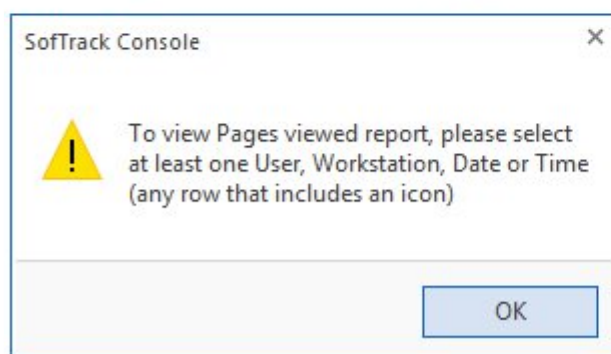 SofTrack Console
To view Pages viewed report, please select
at least one User, Workstation, Date or Time
(any row that includes an icon)
OK